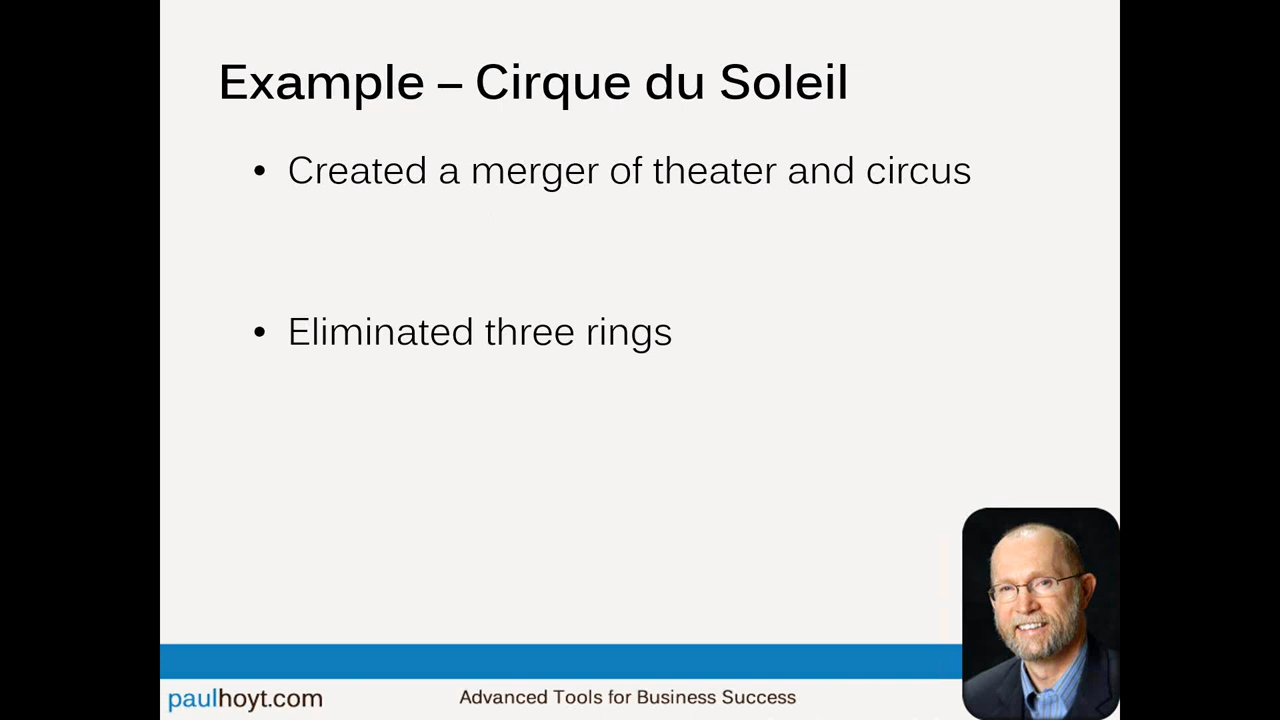 Example – Cirque du Soleil
• Created a merger of theater and circus
• Eliminated three rings
paulhoyt.com
Advanced Tools for Business Success